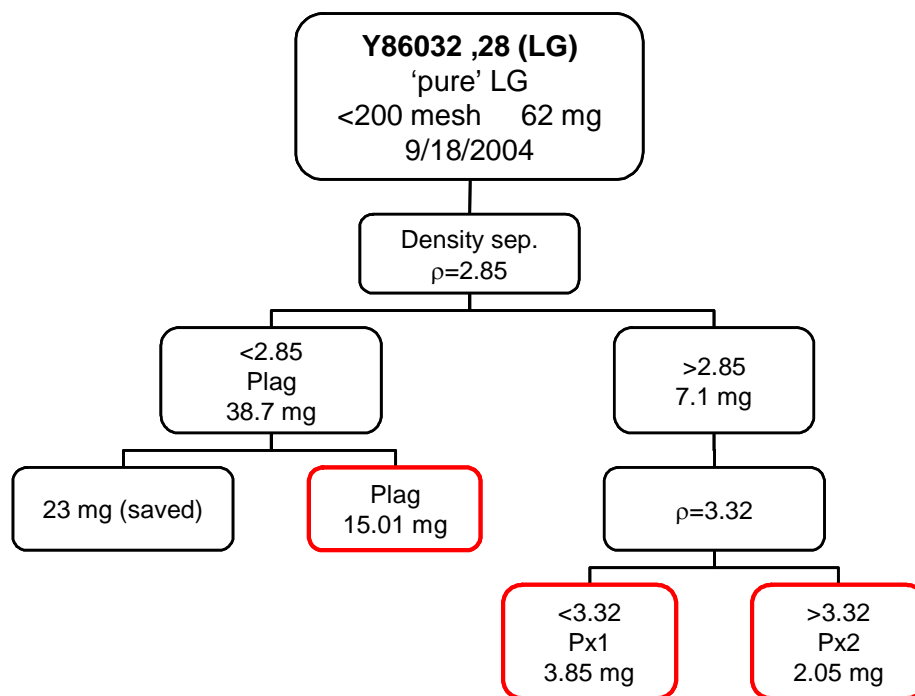 Y86032 ,28 (LG)
‘pure’ LG
<200 mesh 62 mg
9/18/2004
Density sep.
ρ=2.85
<2.85
Plag
38.7 mg
>2.85
7.1 mg
23 mg (saved)
Plag
15.01 mg
ρ=3.32
<3.32
Px1
3.85 mg
>3.32
Px2
2.05 mg